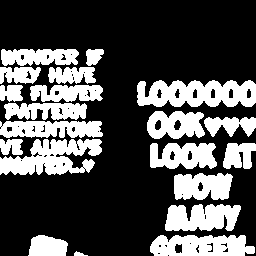 WONDER IF
THEY HAVE
THE FLOWER
PATTERN
SCREENTONE
I'VE ALWAYS
WANTED...♥
LOOOOOO
OOK♥♥♥
LOOK AT
HOW
MANY
SCREEN-